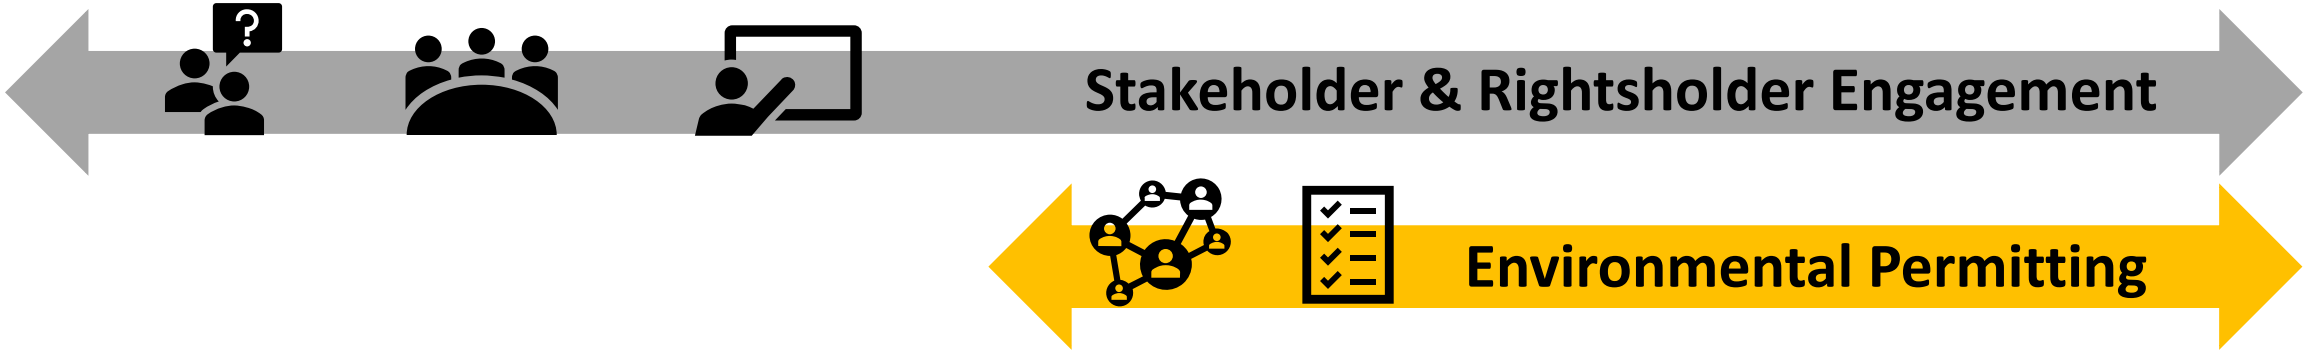 ?
Stakeholder & Rightsholder Engagement
Environmental Permitting